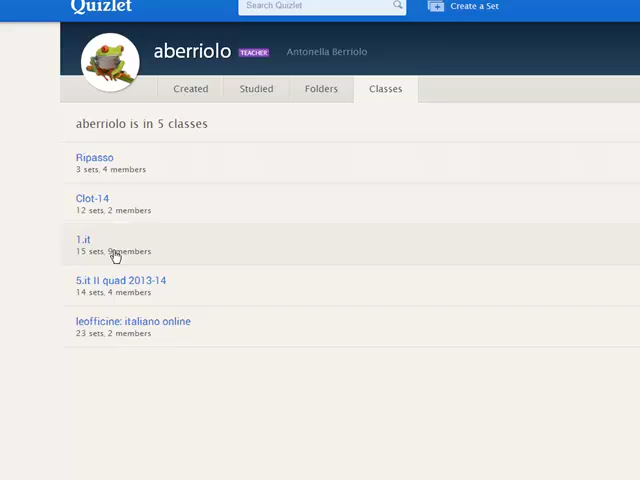 Quizlet
Search Quizlet
Create a Set
aberriolo TEACHER Antonella Berriolo
Created Studied Folders Classes
aberriolo is in 5 classes
Ripasso
3 sets, 4 members
Clot-14
12 sets, 2 members
1.it
15 sets, 9 members
5.it II quad 2013-14
14 sets, 4 members
leofficine: italiano online
23 sets, 2 members